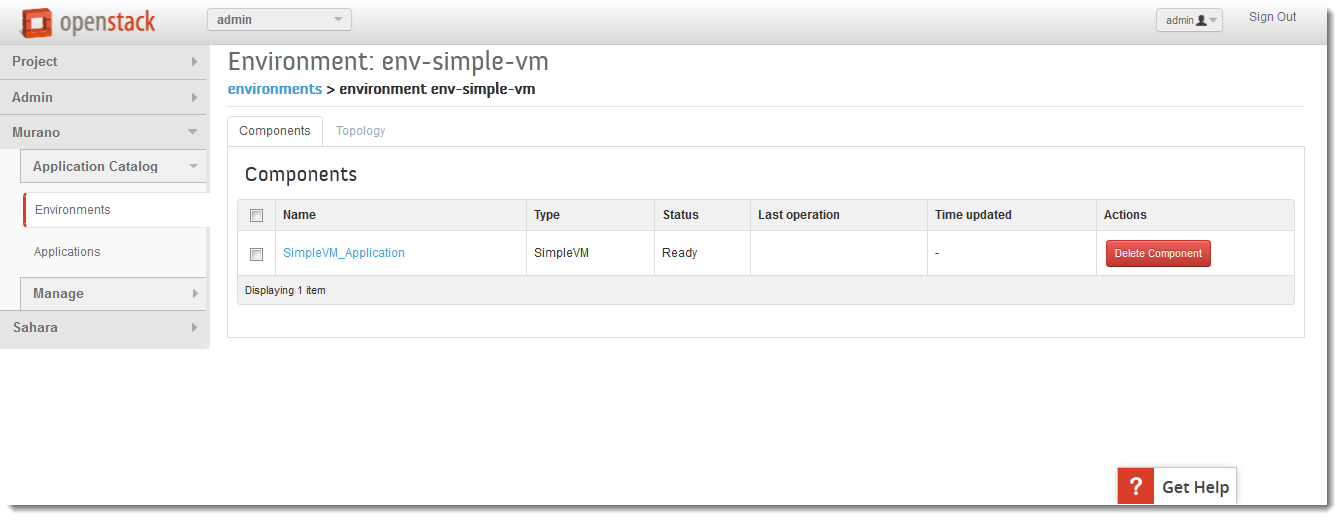 openstack
admin
admin
Sign Out
Project
Admin
Murano
Application Catalog
Environments
Applications
Manage
Sahara
Environment: env-simple-vm
environments > environment env-simple-vm
Components Topology
Components
Name Type Status Last operation Time updated Actions
SimpleVM_Application SimpleVM Ready - Delete Component
Displaying 1 item
? Get Help